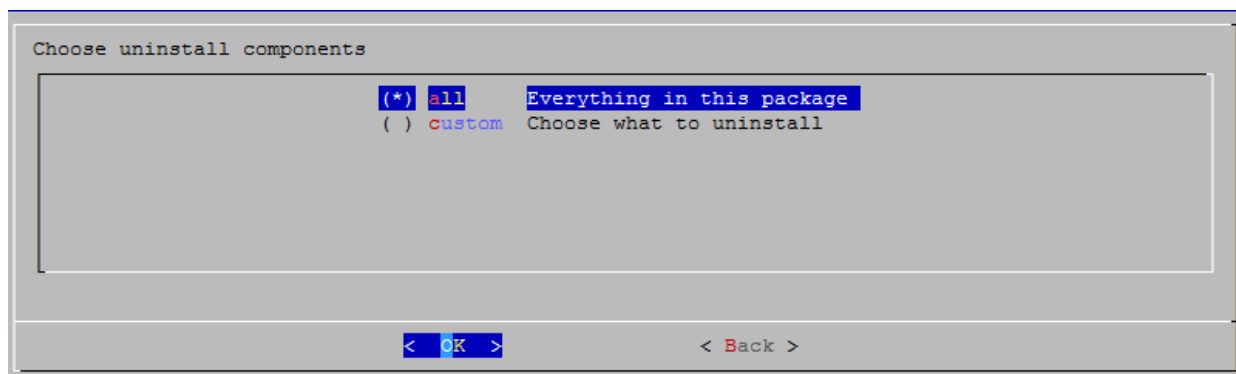 Choose uninstall components
(*) all Everything in this package
( ) custom Choose what to uninstall
< OK > < Back >